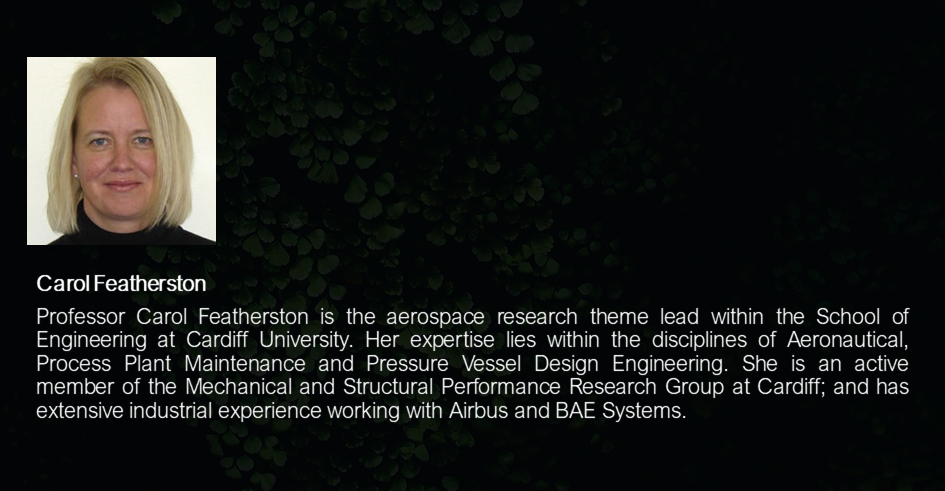 Carol Featherston
Professor Carol Featherston is the aerospace research theme lead within the School of
Engineering at Cardiff University. Her expertise lies within the disciplines of Aeronautical,
Process Plant Maintenance and Pressure Vessel Design Engineering. She is an active
member of the Mechanical and Structural Performance Research Group at Cardiff; and has
extensive industrial experience working with Airbus and BAE Systems.